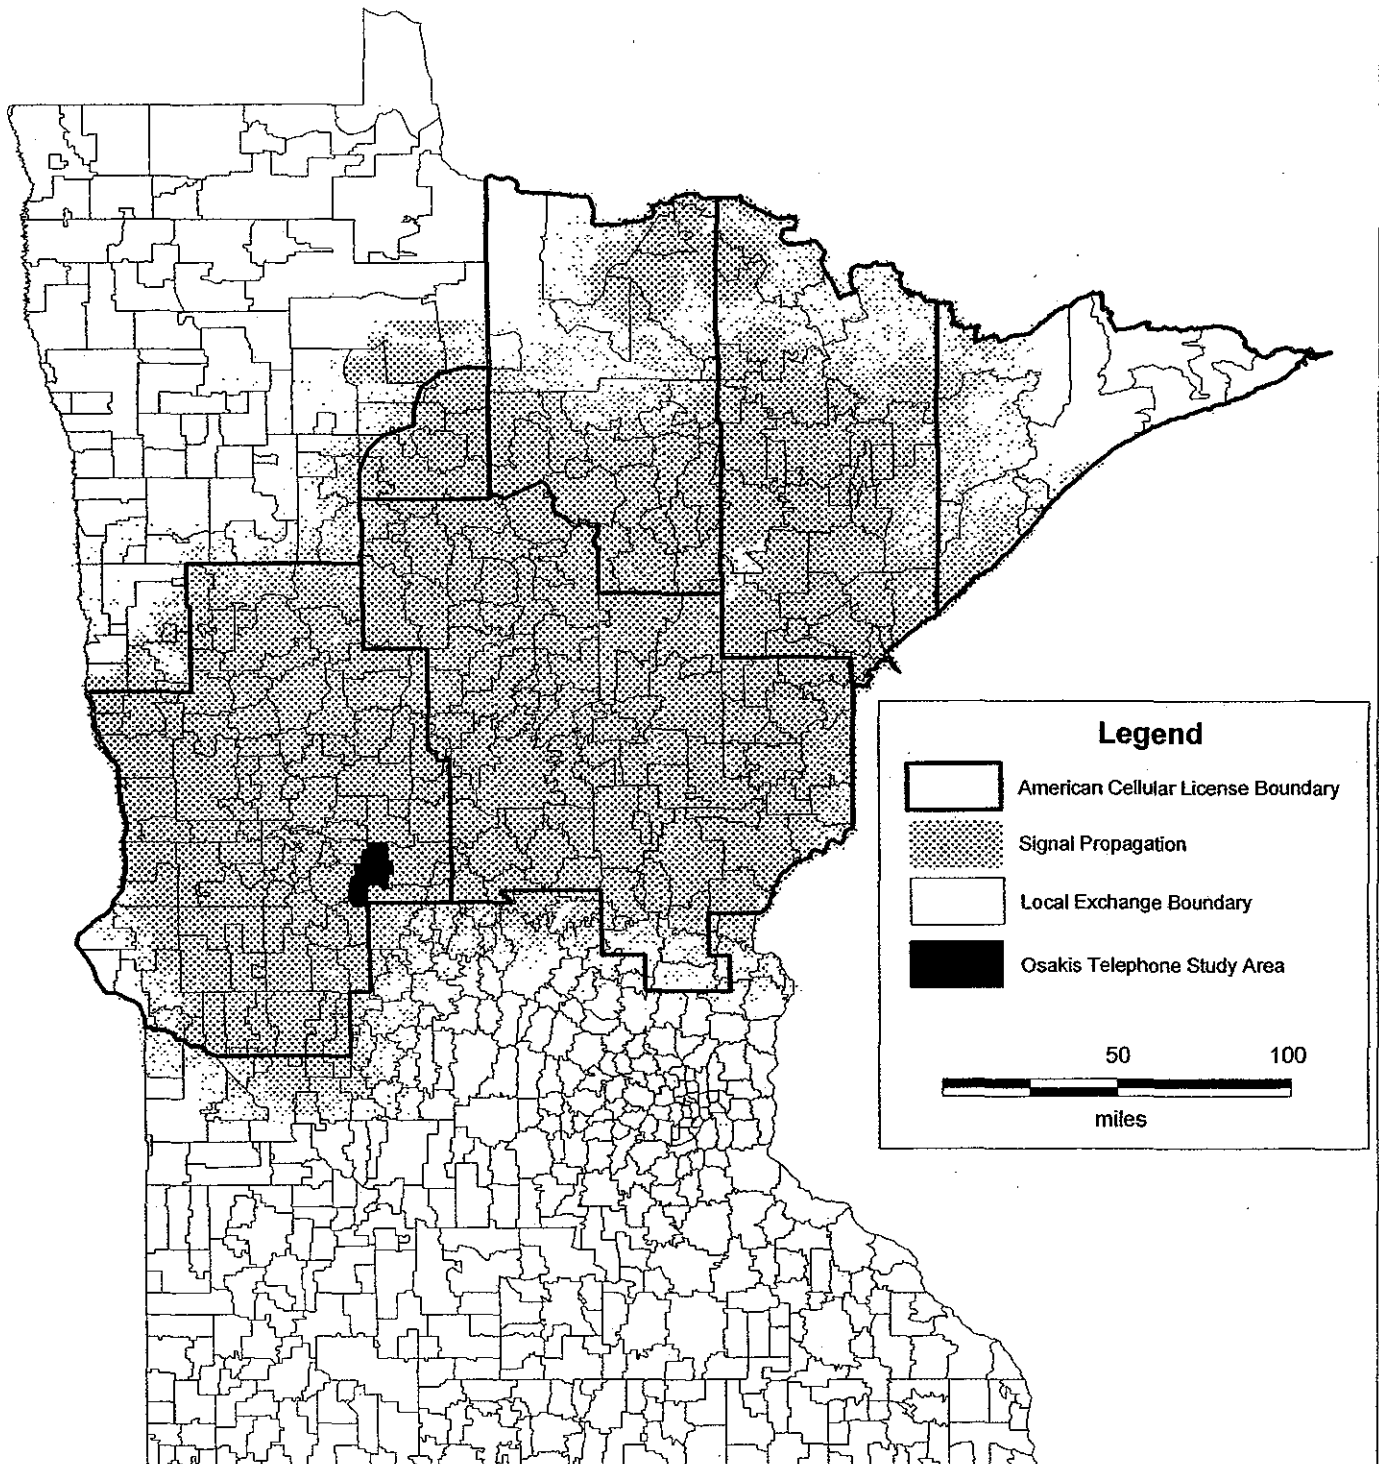 Legend
American Cellular License Boundary
Signal Propagation
Local Exchange Boundary
Osakis Telephone Study Area
50 100
miles